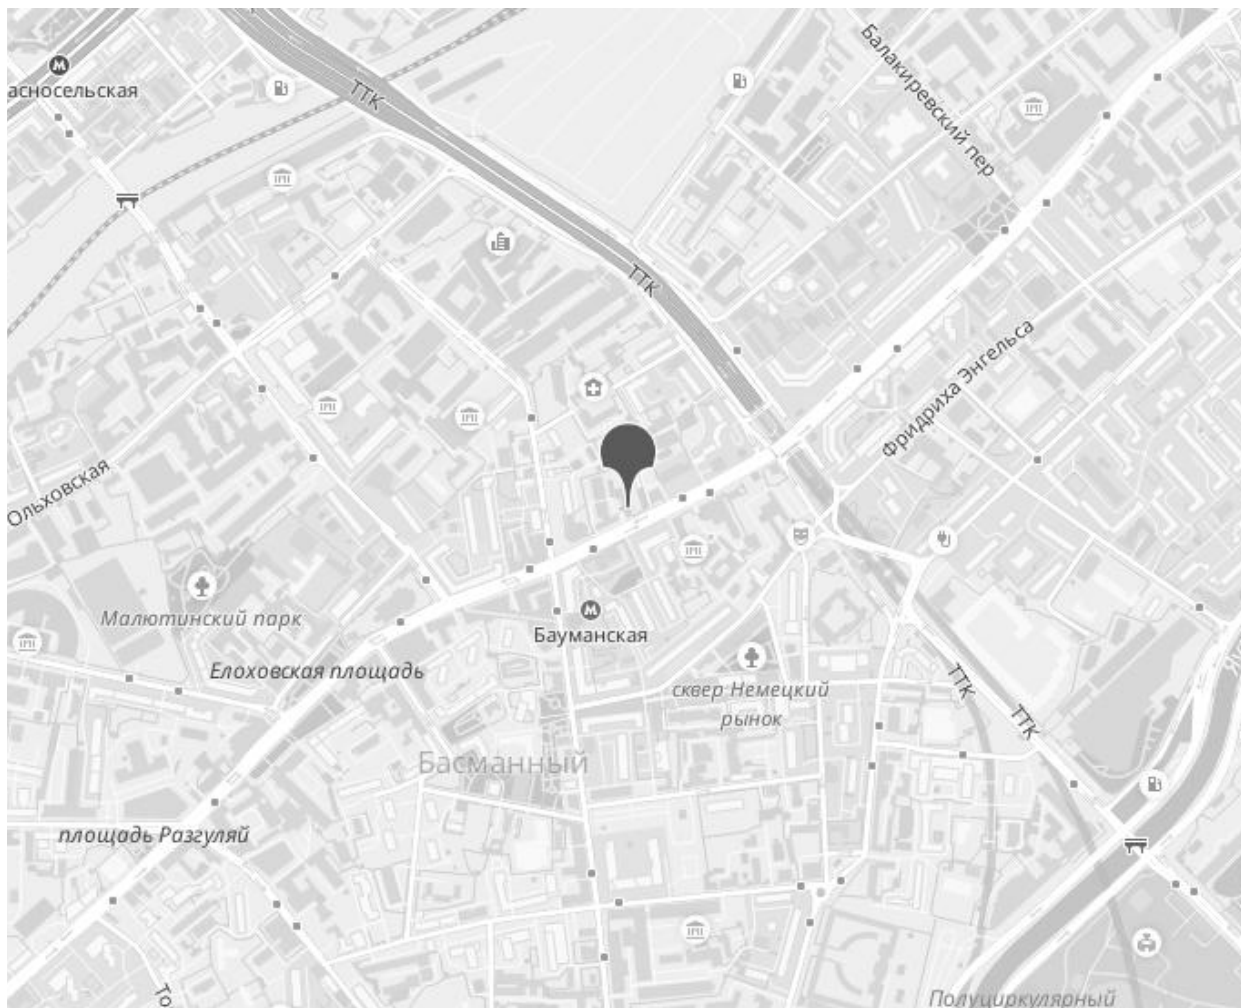 Балакиревский пер
М
асносельская
ТТК
ТТК
Фридриха Энгельса
Ольховская
Малютинский парк
М
Бауманская
Елоховская площадь
сквер Немецкий
рынок
ТТК
ТТК
Басманный
площадь Разгуляй
То
Полуциркулярный